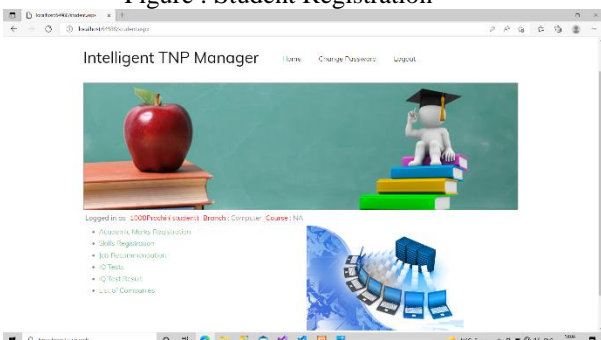 Figure : Student Registration
Intelligent TNP Manager
Home Change Password Logout
Logged in as 1008Prachi( student) Branch : Computer Course : NA
Academic Marks Registration
Skills Registration
Job Recommendation
IQ Tests
IQ Test Result
List of Companies